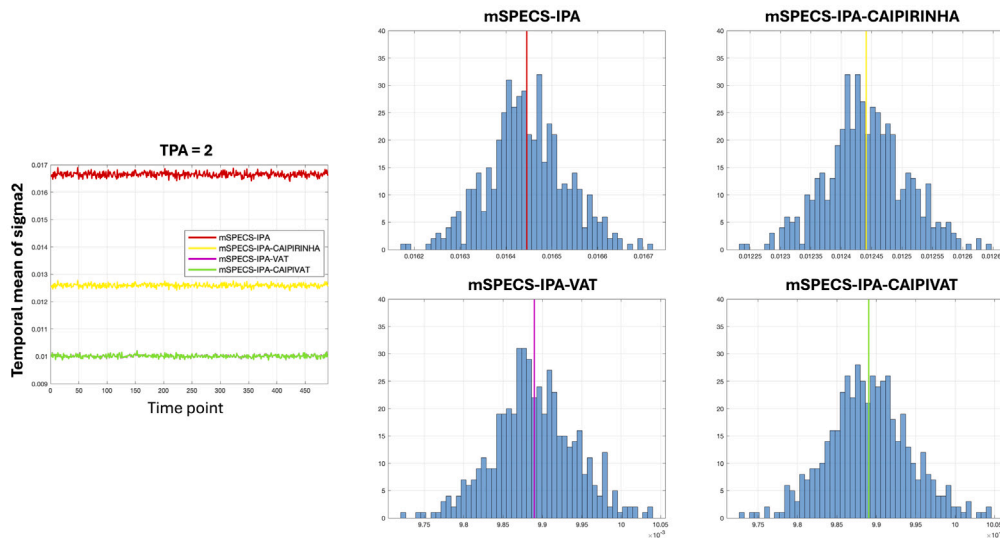 TPA = 2
Temporal mean of sigma2
0.017
0.016
0.015
0.014
0.013
0.012
0.011
0.01
0.009
0 50 100 150 200 250 300 350 400 450
Time point
mSPECS-IPA
mSPECS-IPA-CAIPIRINHA
mSPECS-IPA-VAT
mSPECS-IPA-CAIPIVAT
mSPECS-IPA
40
35
30
25
20
15
10
5
0
0.0162 0.0163 0.0164 0.0165 0.0166 0.0167
mSPECS-IPA-CAIPIRINHA
40
35
30
25
20
15
10
5
0
0.01225 0.0123 0.01235 0.0124 0.01245 0.0125 0.01255 0.0126 0.0126
mSPECS-IPA-VAT
40
35
30
25
20
15
10
5
0
9.75 9.8 9.85 9.9 9.95 10 10.05
×10⁻³
mSPECS-IPA-CAIPIVAT
40
35
30
25
20
15
10
5
0
9.75 9.8 9.85 9.9 9.95 10 10.05